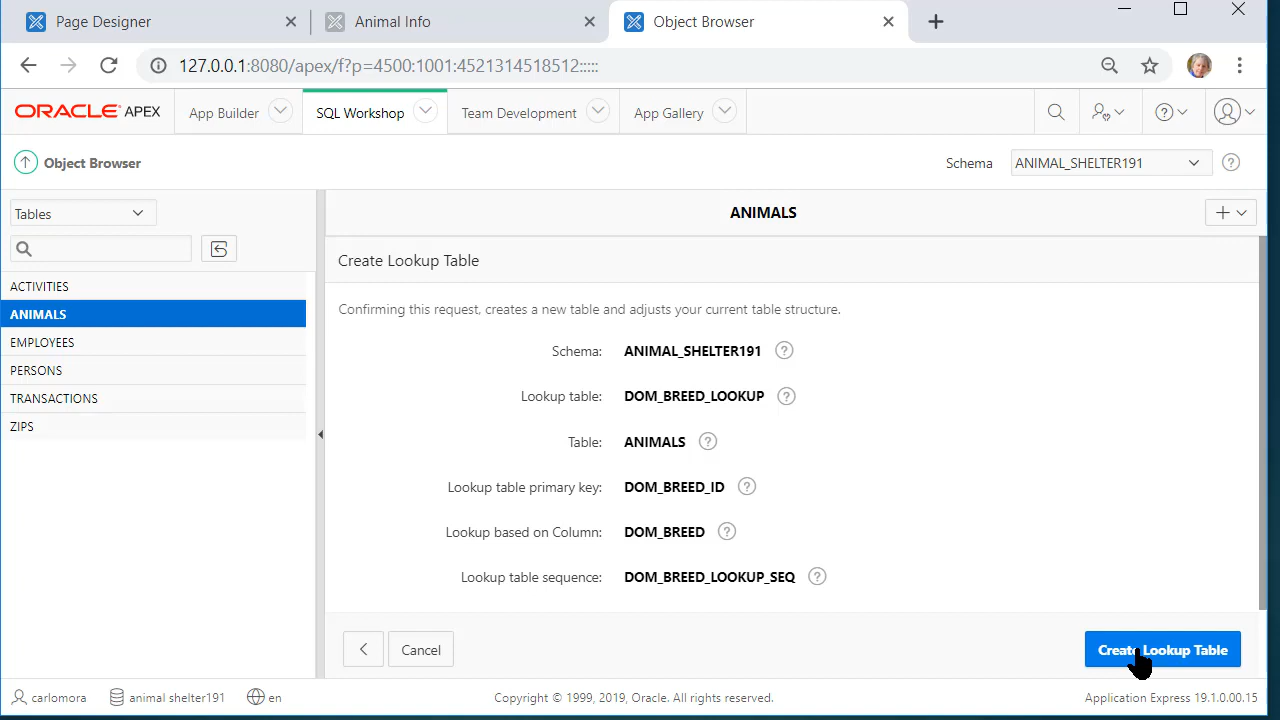 Page Designer
Animal Info
Object Browser
127.0.0.1:8080/apex/f?p=4500:1001:4521314518512:::::
ORACLE APEX
App Builder
SQL Workshop
Team Development
App Gallery
Object Browser
Schema
ANIMAL_SHELTER191
Tables
ANIMALS
ACTIVITIES
ANIMALS
EMPLOYEES
PERSONS
TRANSACTIONS
ZIPS
Create Lookup Table
Confirming this request, creates a new table and adjusts your current table structure.
Schema: ANIMAL_SHELTER191
Lookup table: DOM_BREED_LOOKUP
Table: ANIMALS
Lookup table primary key: DOM_BREED_ID
Lookup based on Column: DOM_BREED
Lookup table sequence: DOM_BREED_LOOKUP_SEQ
Cancel
Create Lookup Table
carlomora
animal shelter191
en
Copyright © 1999, 2019, Oracle. All rights reserved.
Application Express 19.1.0.00.15